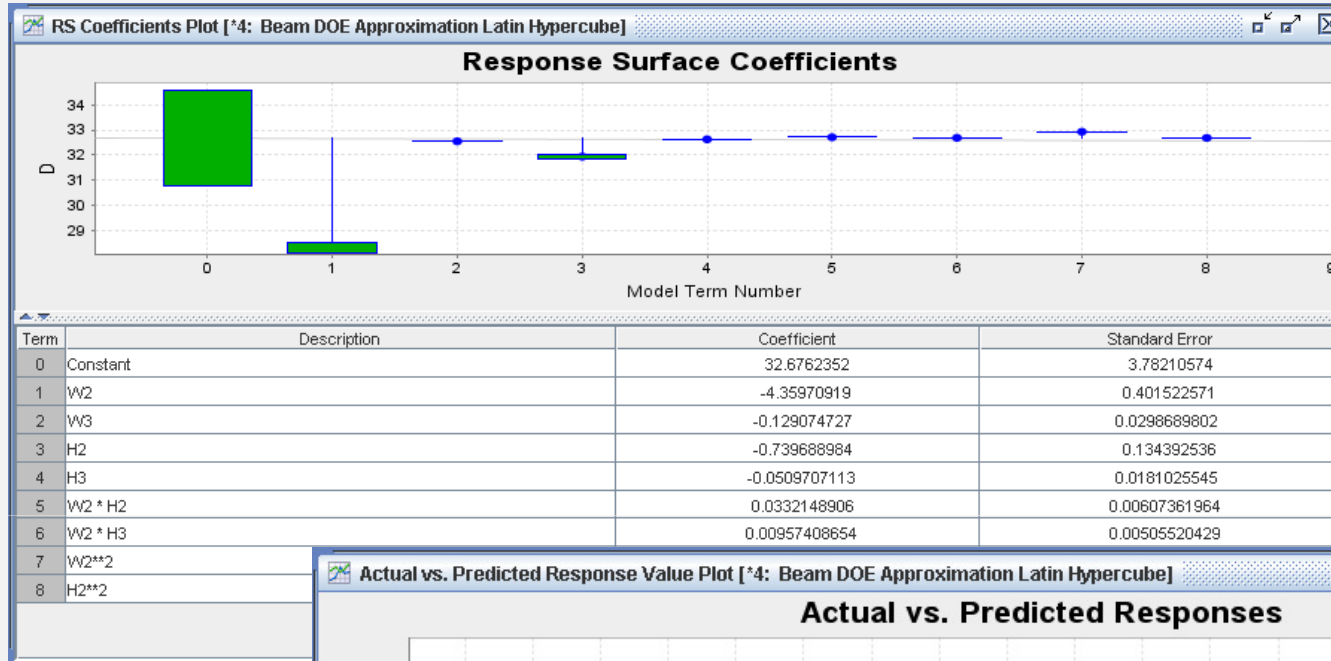 RS Coefficients Plot [*4: Beam DOE Approximation Latin Hypercube]
Response Surface Coefficients
34
33
32
31
30
29
D
0 1 2 3 4 5 6 7 8
Model Term Number
Term Description Coefficient Standard Error
0 Constant 32.6762352 3.78210574
1 W2 -4.35970919 0.401522571
2 W3 -0.129074727 0.0298689802
3 H2 -0.739688984 0.134392536
4 H3 -0.0509707113 0.0181025545
5 W2 * H2 0.0332148906 0.00607361964
6 W2 * H3 0.00957408654 0.00505520429
7 W2**2
8 H2**2
Actual vs. Predicted Response Value Plot [*4: Beam DOE Approximation Latin Hypercube]
Actual vs. Predicted Responses